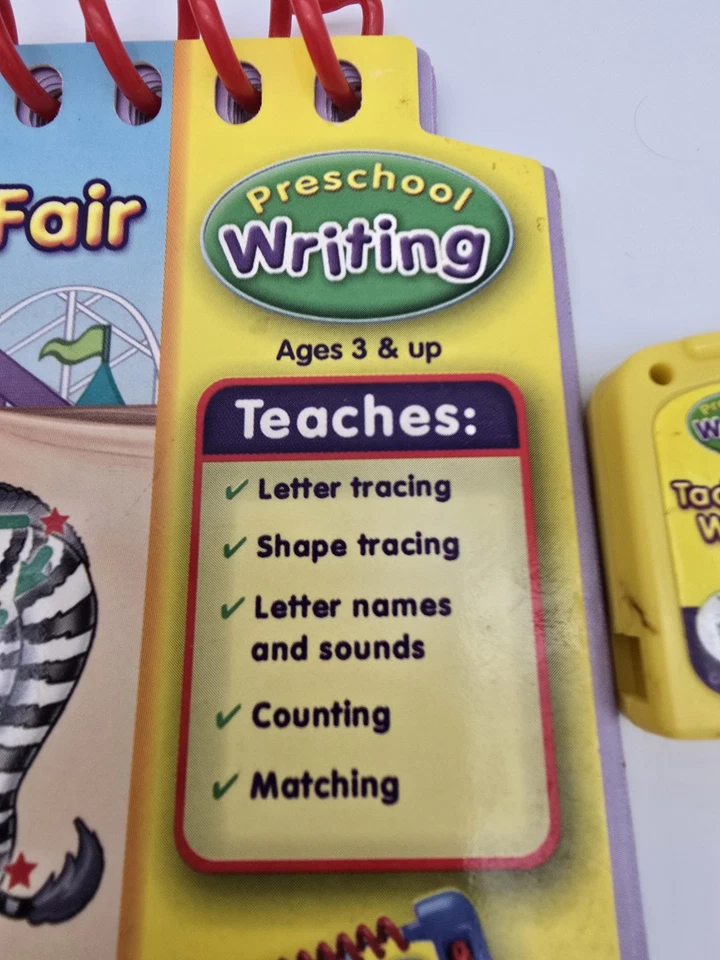 Fair
Preschool
Writing
Ages 3 & up
Teaches:
✓ Letter tracing
✓ Shape tracing
✓ Letter names
and sounds
✓ Counting
✓ Matching